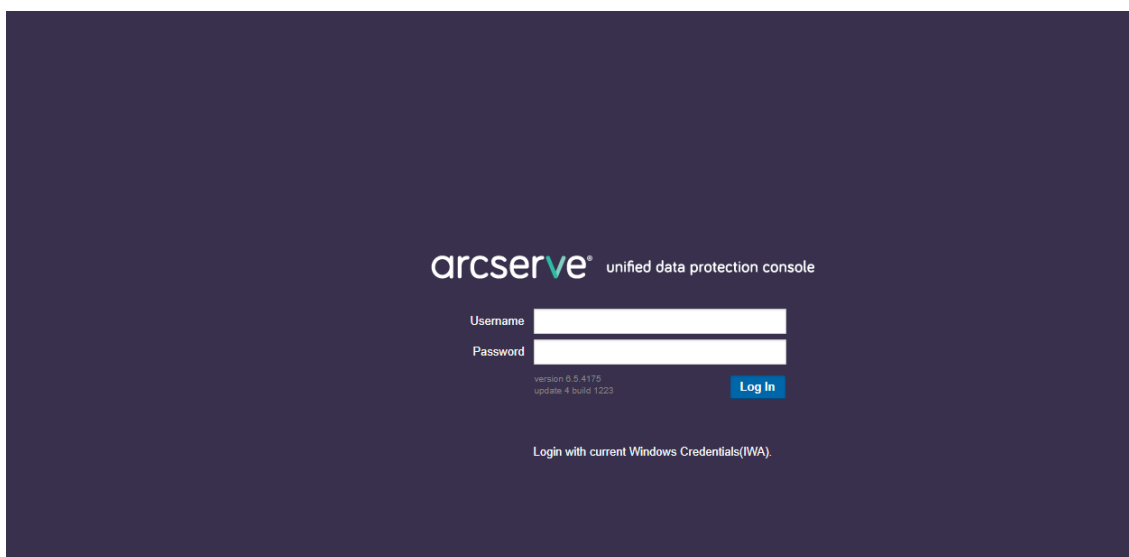 arcserve® unified data protection console
Username
Password
version 6.5.4175
update 4 build 1223
Log In
Login with current Windows Credentials(IWA).